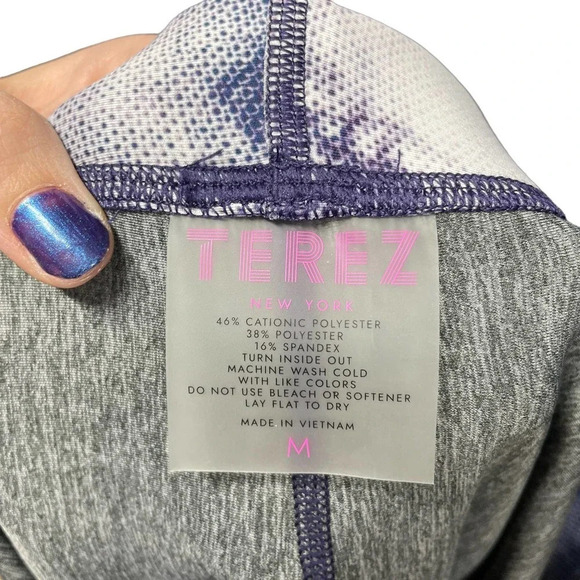 TEREZ
NEW YORK
46% CATIONIC POLYESTER
38% POLYESTER
16% SPANDEX
TURN INSIDE OUT
MACHINE WASH COLD
WITH LIKE COLORS
DO NOT USE BLEACH OR SOFTENER
LAY FLAT TO DRY
MADE IN VIETNAM
M